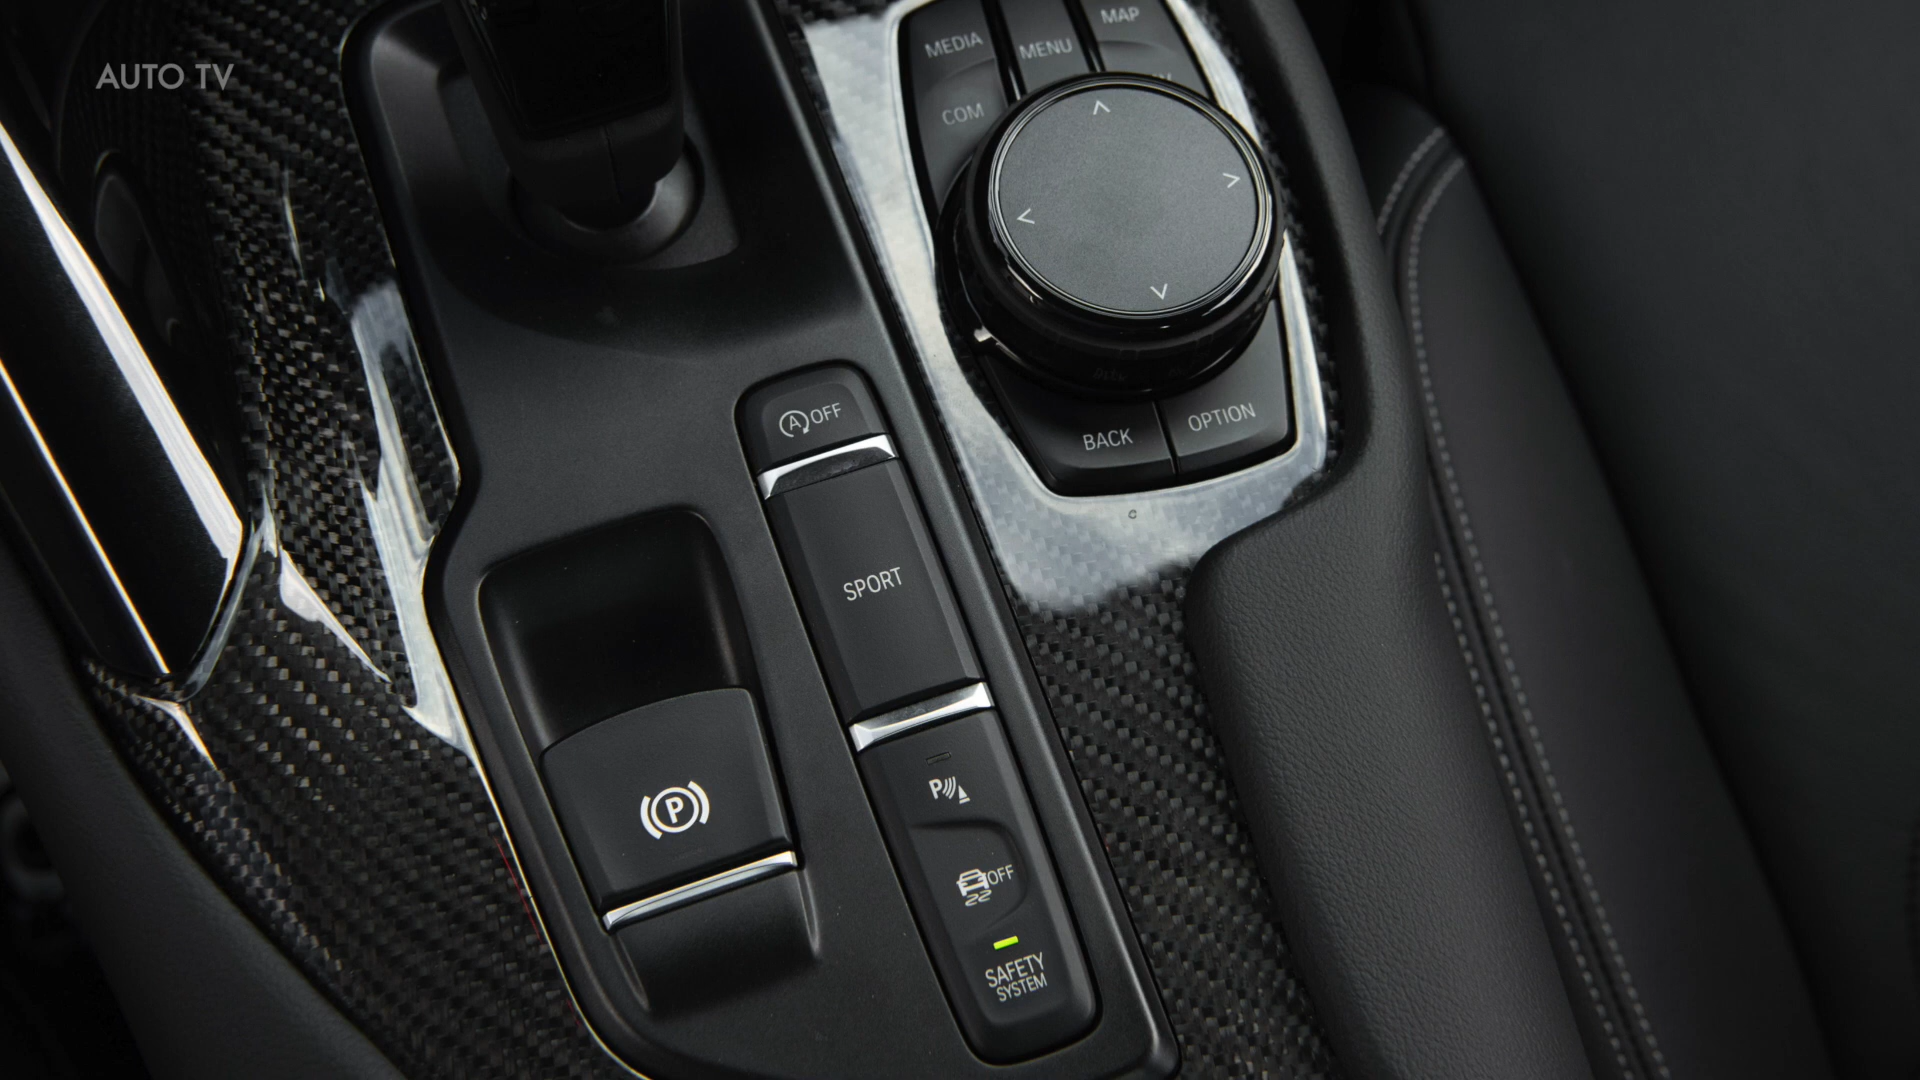 AUTO TV
MEDIA
MENU
MAP
COM
A OFF
BACK
OPTION
SPORT
P
P
OFF
SAFETY
SYSTEM